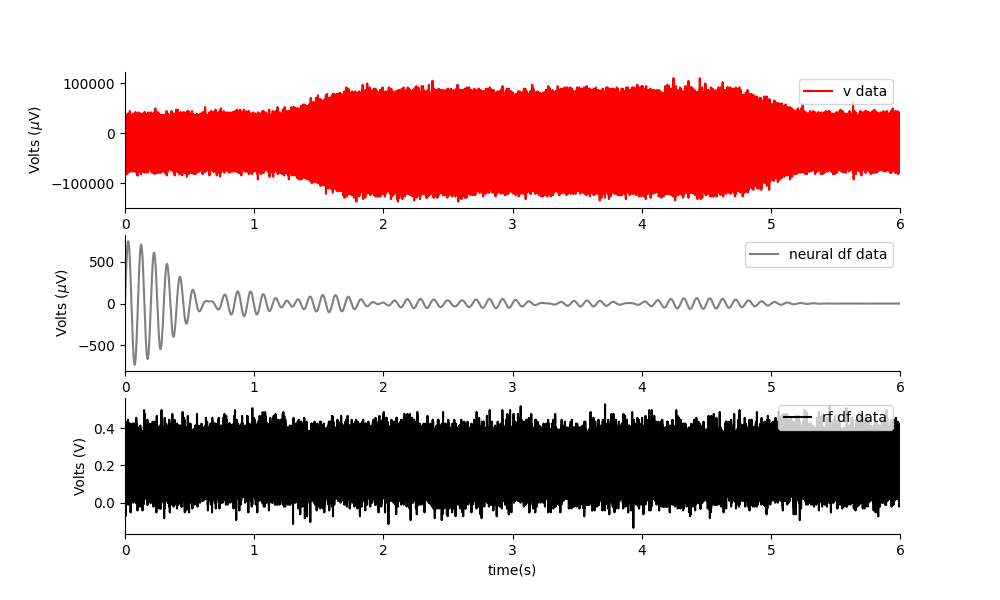 100000
0
−100000
Volts (μV)
v data
0 1 2 3 4 5 6
500
0
−500
Volts (μV)
neural df data
0 1 2 3 4 5 6
0.4
0.2
0.0
Volts (V)
rf df data
0 1 2 3 4 5 6
time(s)